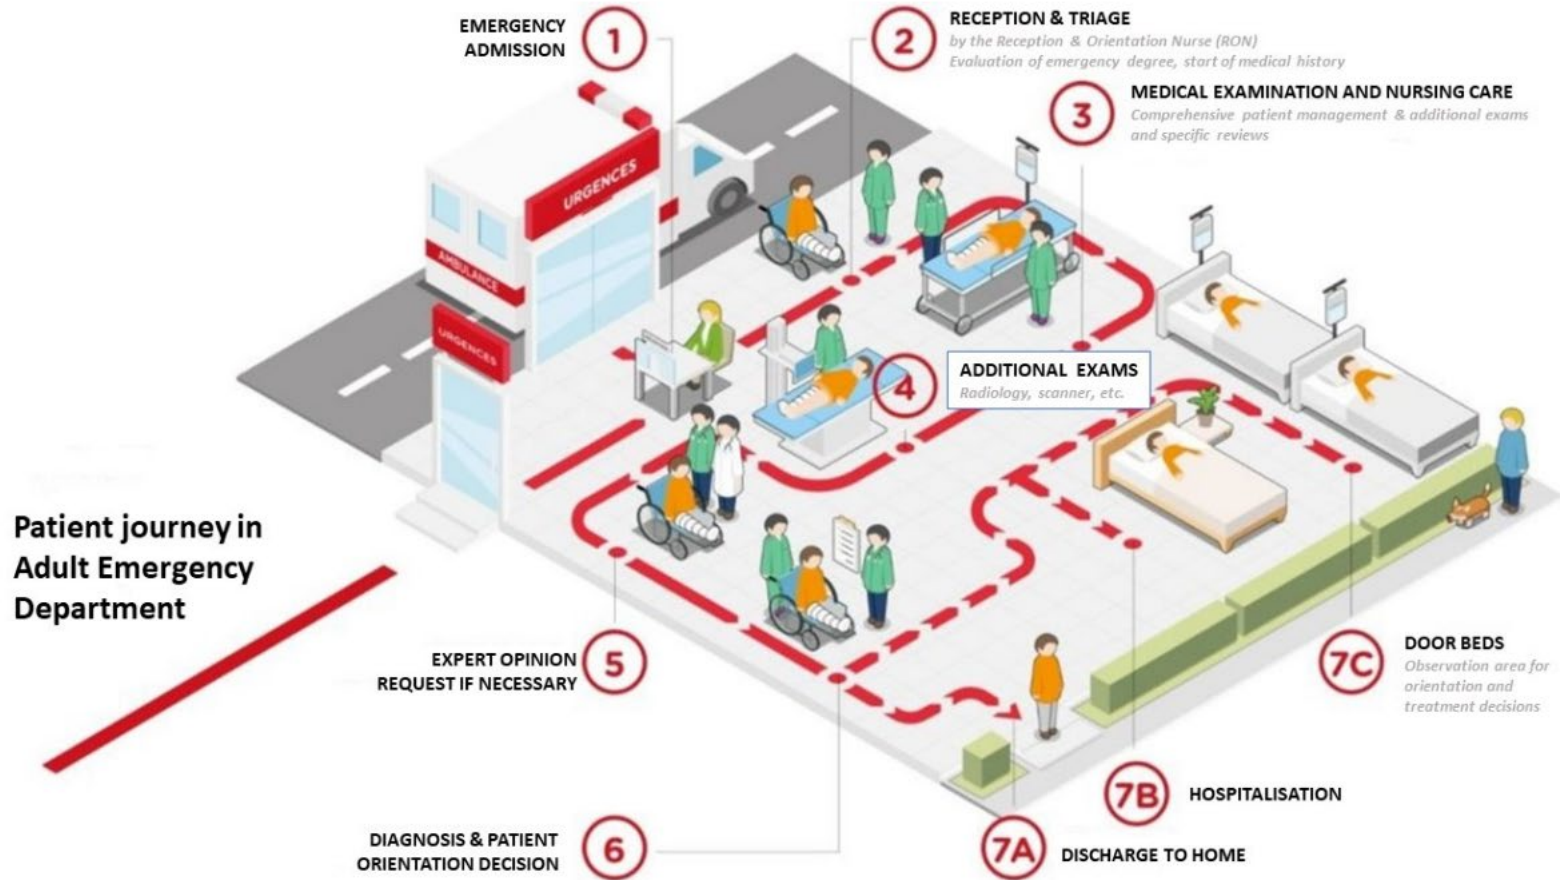 EMERGENCY
ADMISSION
1
2
RECEPTION & TRIAGE
by the Reception & Orientation Nurse (RON)
Evaluation of emergency degree, start of medical history
3
MEDICAL EXAMINATION AND NURSING CARE
Comprehensive patient management & additional exams
and specific reviews
URGENCES
AMBULANCE
URGENCES
4
ADDITIONAL EXAMS
Radiology, scanner, etc.
Patient journey in
Adult Emergency
Department
EXPERT OPINION
REQUEST IF NECESSARY
5
7C
DOOR BEDS
Observation area for
orientation and
treatment decisions
7B
HOSPITALISATION
DIAGNOSIS & PATIENT
ORIENTATION DECISION
6
7A
DISCHARGE TO HOME